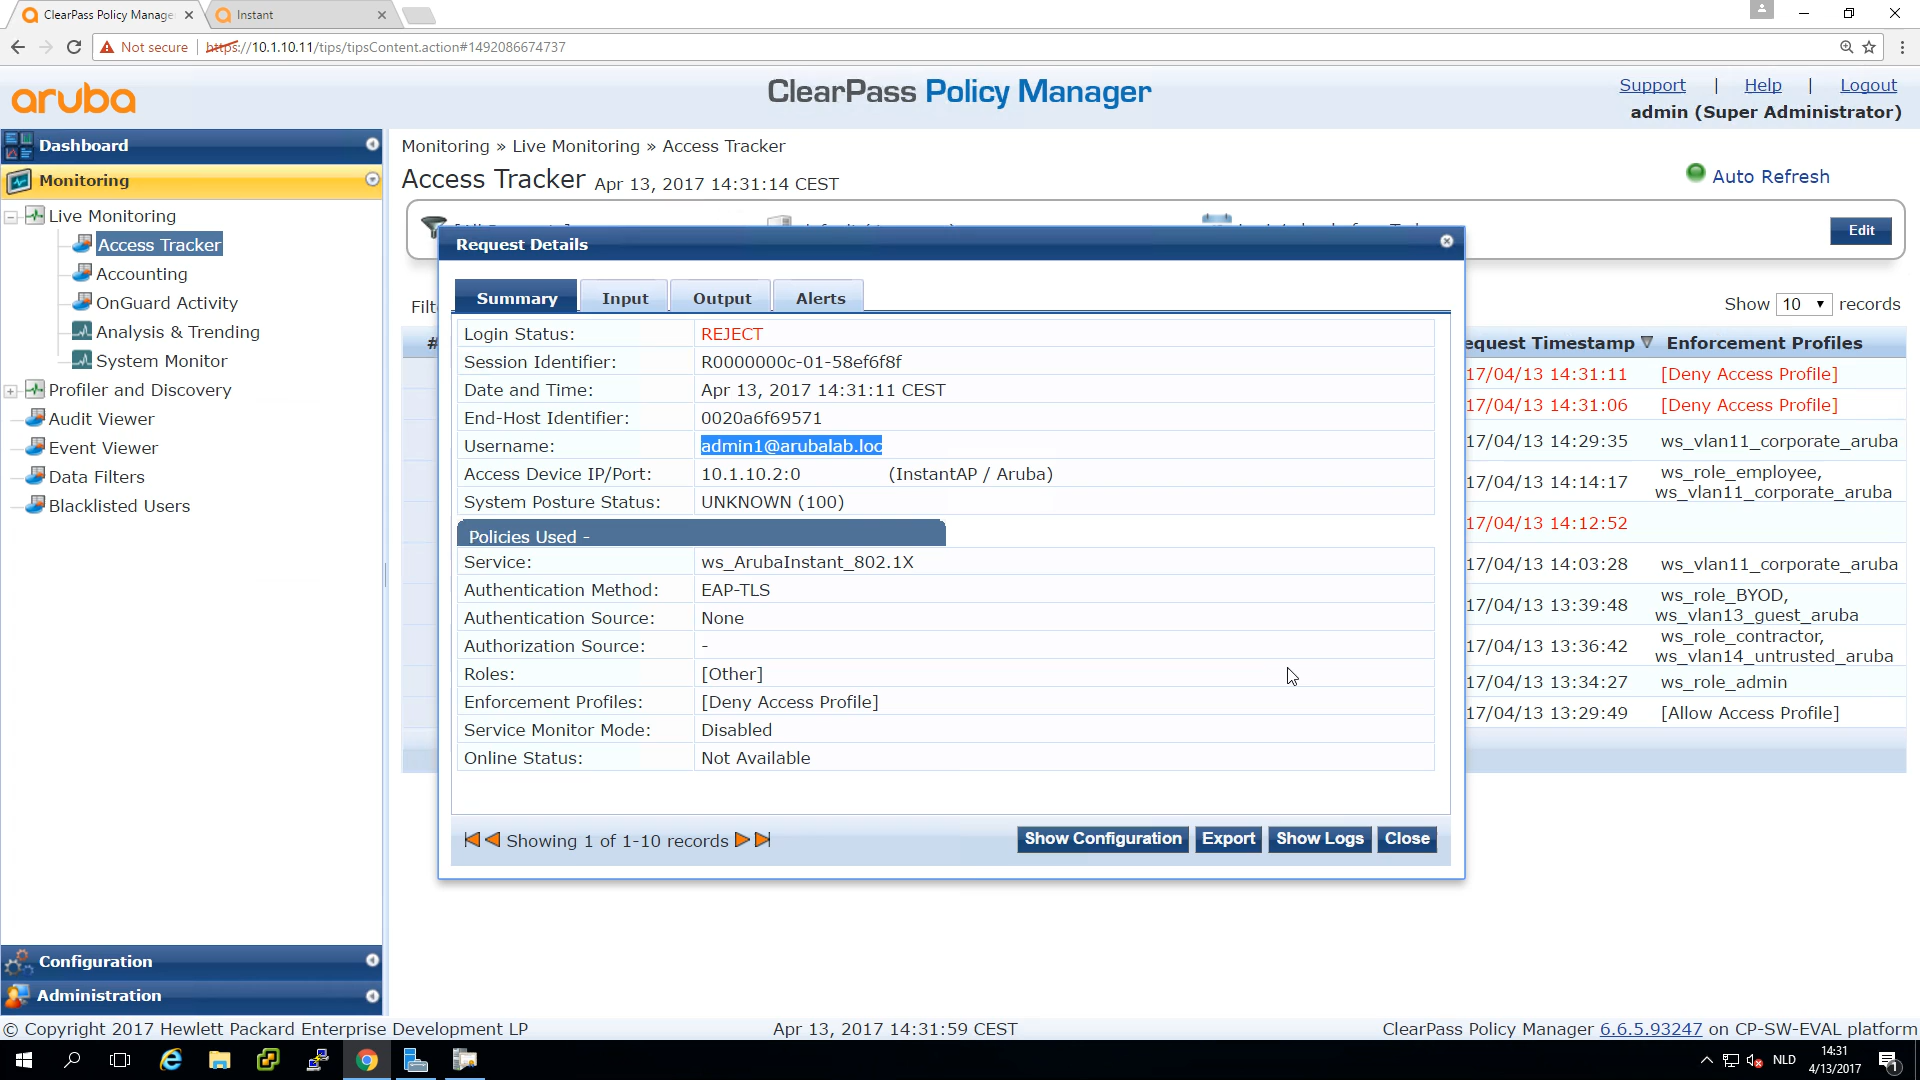 ClearPass Policy Manage
Instant
Not secure
https://10.1.10.11/tips/tipsContent.action#1492086674737
aruba
ClearPass Policy Manager
Support | Help | Logout
admin (Super Administrator)
Dashboard
Monitoring
Live Monitoring
Access Tracker
Accounting
OnGuard Activity
Analysis & Trending
System Monitor
Profiler and Discovery
Audit Viewer
Event Viewer
Data Filters
Blacklisted Users
Configuration
Administration
Monitoring » Live Monitoring » Access Tracker
Access Tracker Apr 13, 2017 14:31:14 CEST
Auto Refresh
Edit
Show 10 records
#
equest Timestamp Enforcement Profiles
17/04/13 14:31:11 [Deny Access Profile]
17/04/13 14:31:06 [Deny Access Profile]
17/04/13 14:29:35 ws_vlan11_corporate_aruba
17/04/13 14:14:17 ws_role_employee,
ws_vlan11_corporate_aruba
17/04/13 14:12:52
17/04/13 14:03:28 ws_vlan11_corporate_aruba
17/04/13 13:39:48 ws_role_BYOD,
ws_vlan13_guest_aruba
17/04/13 13:36:42 ws_role_contractor,
ws_vlan14_untrusted_aruba
17/04/13 13:34:27 ws_role_admin
17/04/13 13:29:49 [Allow Access Profile]
Request Details
Summary Input Output Alerts
Login Status: REJECT
Session Identifier: R0000000c-01-58ef6f8f
Date and Time: Apr 13, 2017 14:31:11 CEST
End-Host Identifier: 0020a6f69571
Username: admin1@arubalab.loc
Access Device IP/Port: 10.1.10.2:0 (InstantAP / Aruba)
System Posture Status: UNKNOWN (100)
Policies Used -
Service: ws_ArubaInstant_802.1X
Authentication Method: EAP-TLS
Authentication Source: None
Authorization Source: -
Roles: [Other]
Enforcement Profiles: [Deny Access Profile]
Service Monitor Mode: Disabled
Online Status: Not Available
Showing 1 of 1-10 records
Show Configuration Export Show Logs Close
© Copyright 2017 Hewlett Packard Enterprise Development LP
Apr 13, 2017 14:31:59 CEST
ClearPass Policy Manager 6.6.5.93247 on CP-SW-EVAL platform
NLD
14:31
4/13/2017
1